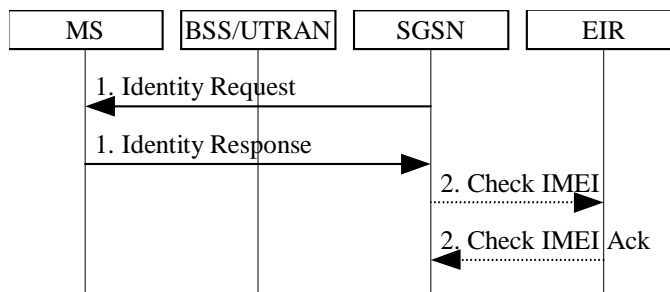 MS BSS/UTRAN SGSN EIR
1. Identity Request
1. Identity Response
2. Check IMEI
2. Check IMEI Ack